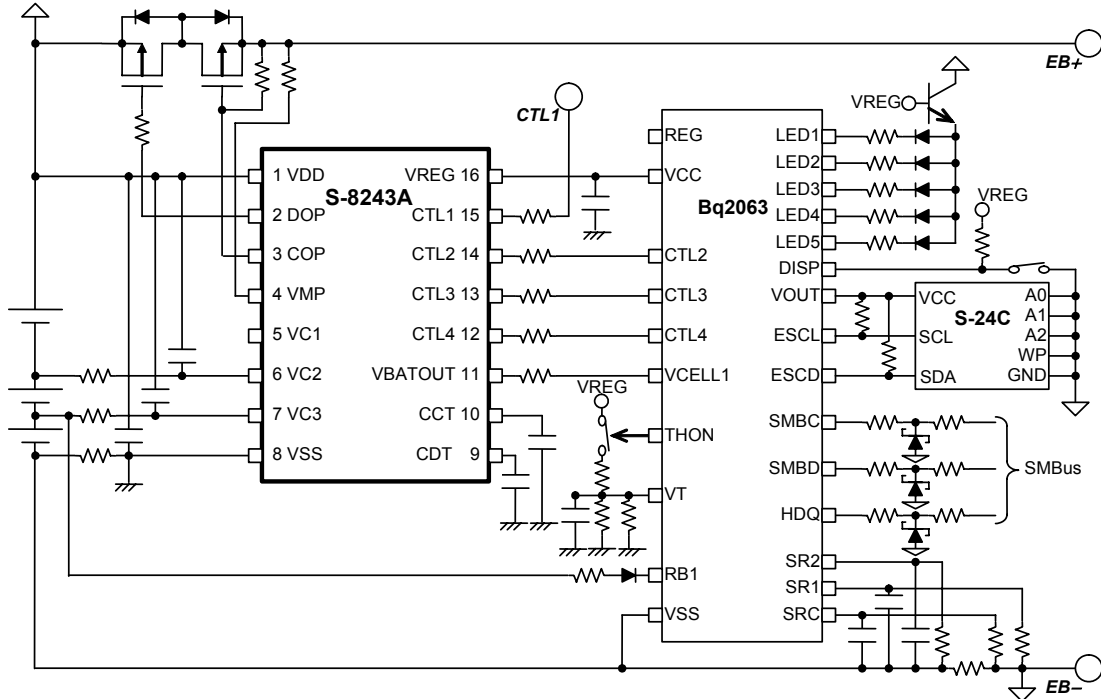 EB+
CTL1
S-8243A
1 VDD
2 DOP
3 COP
4 VMP
5 VC1
6 VC2
7 VC3
8 VSS
VREG 16
CTL1 15
CTL2 14
CTL3 13
CTL4 12
VBATOUT 11
CCT 10
CDT 9
Bq2063
REG
VCC
CTL2
CTL3
CTL4
VCELL1
THON
VT
RB1
VSS
LED1
LED2
LED3
LED4
LED5
DISP
VOUT
ESCL
ESCD
SMBC
SMBD
HDQ
SR2
SR1
SRC
VREG
VREG
VREG
S-24C
VCC
SCL
SDA
A0
A1
A2
WP
GND
SMBus
EB−